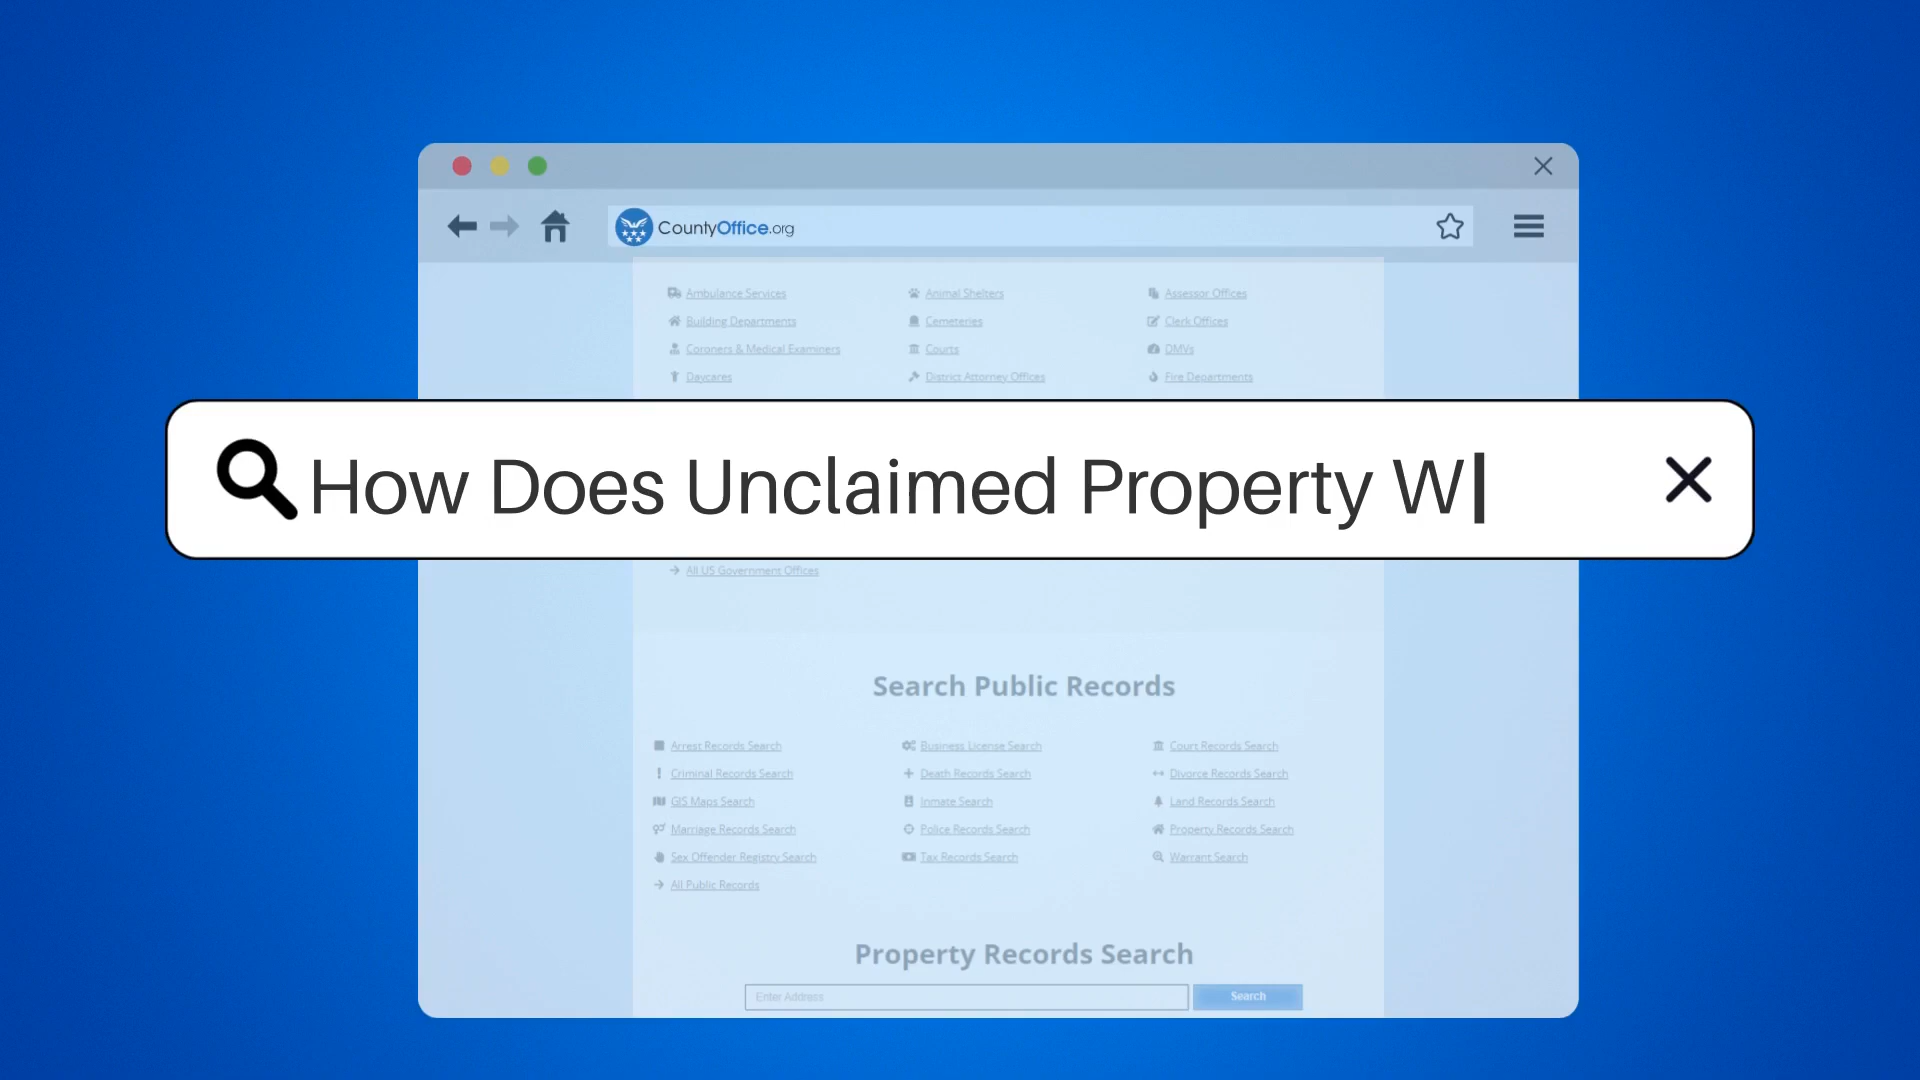 CountyOffice.org
Ambulance Services Animal Shelters Assessor Offices
Building Departments Cemeteries Clerk Offices
Coroners & Medical Examiners Courts DMVs
Daycares District Attorney Offices Fire Departments
How Does Unclaimed Property W
All US Government Offices
Search Public Records
Arrest Records Search Business License Search Court Records Search
Criminal Records Search Death Records Search Divorce Records Search
GIS Maps Search Inmate Search Land Records Search
Marriage Records Search Police Records Search Property Records Search
Sex Offender Registry Search Tax Records Search Warrant Search
All Public Records
Property Records Search
Enter Address Search